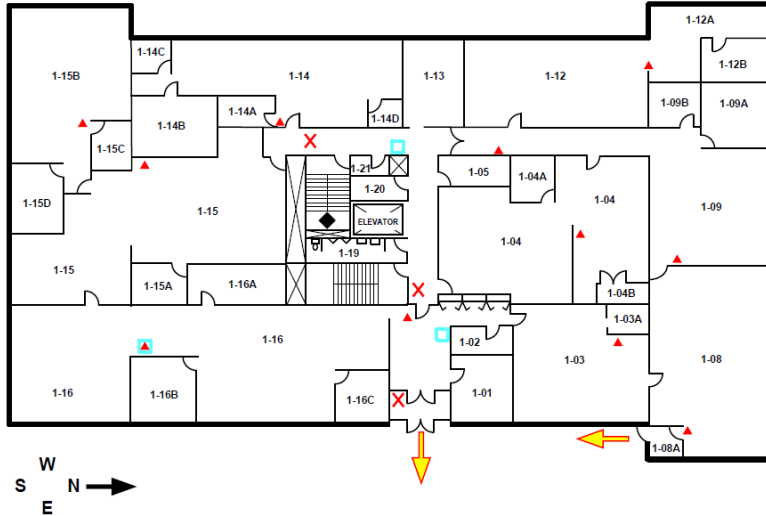 1-12A
1-14C
1-15B
1-14
1-13
1-12
1-12B
1-14A
1-14D
1-09B
1-09A
1-14B
1-15C
1-21
1-05
1-04A
1-20
1-04
1-15D
1-15
1-09
ELEVATOR
1-04
1-19
1-15
1-15A
1-16A
1-04B
1-03A
1-16
1-02
1-03
1-08
1-16
1-16B
1-16C
1-01
1-08A
W
S
N
E